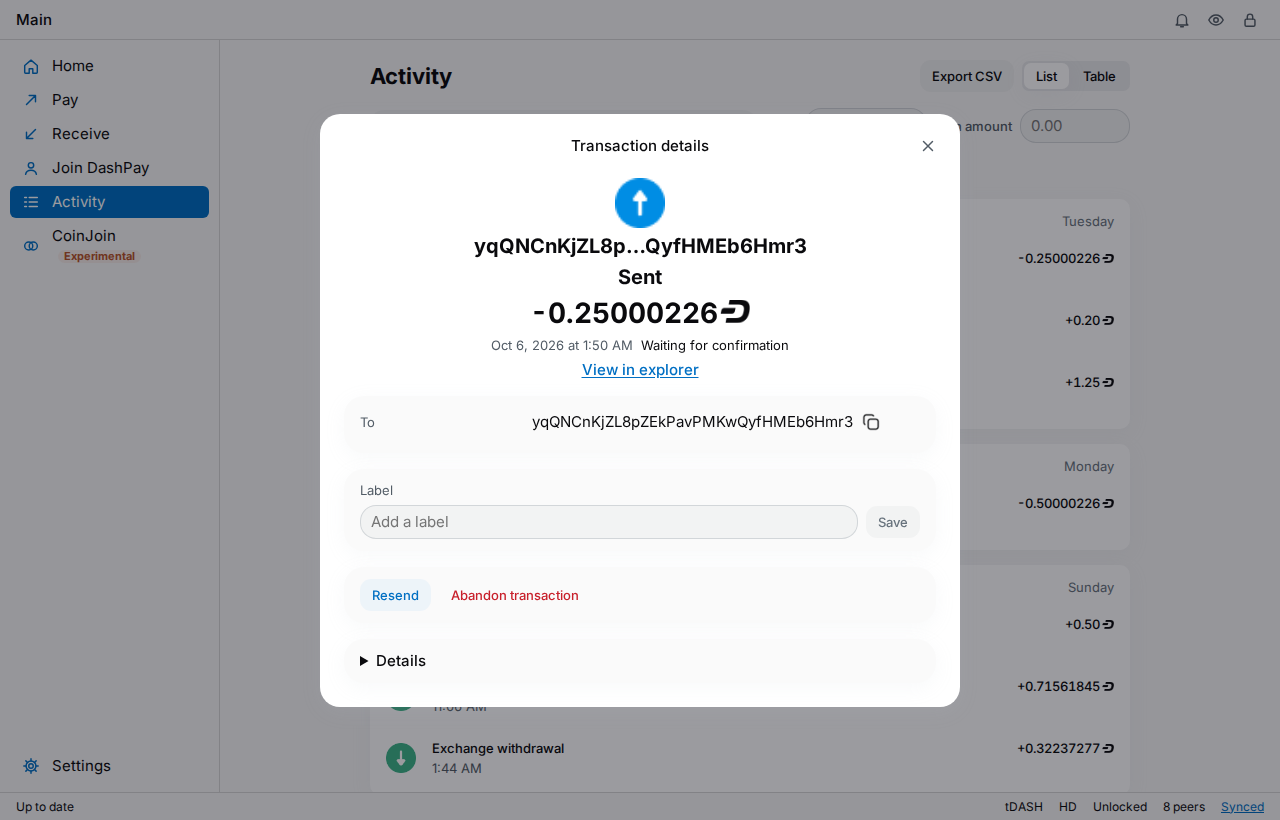 Main
Home
Pay
Receive
Join DashPay
Activity
CoinJoin
Experimental
Settings
Activity
Export CSV
List
Table
amount
0.00
Tuesday
-0.25000226
+0.20
+1.25
Monday
-0.50000226
Sunday
+0.50
+0.71561845
11:06 AM
Exchange withdrawal
+0.32237277
1:44 AM
Transaction details
yqQNCnKjZL8p...QyfHMEb6Hmr3
Sent
-0.25000226
Oct 6, 2026 at 1:50 AM Waiting for confirmation
View in explorer
To yqQNCnKjZL8pZEkPavPMKwQyfHMEb6Hmr3
Label
Add a label
Save
Resend
Abandon transaction
Details
Up to date
tDASH
HD
Unlocked
8 peers
Synced